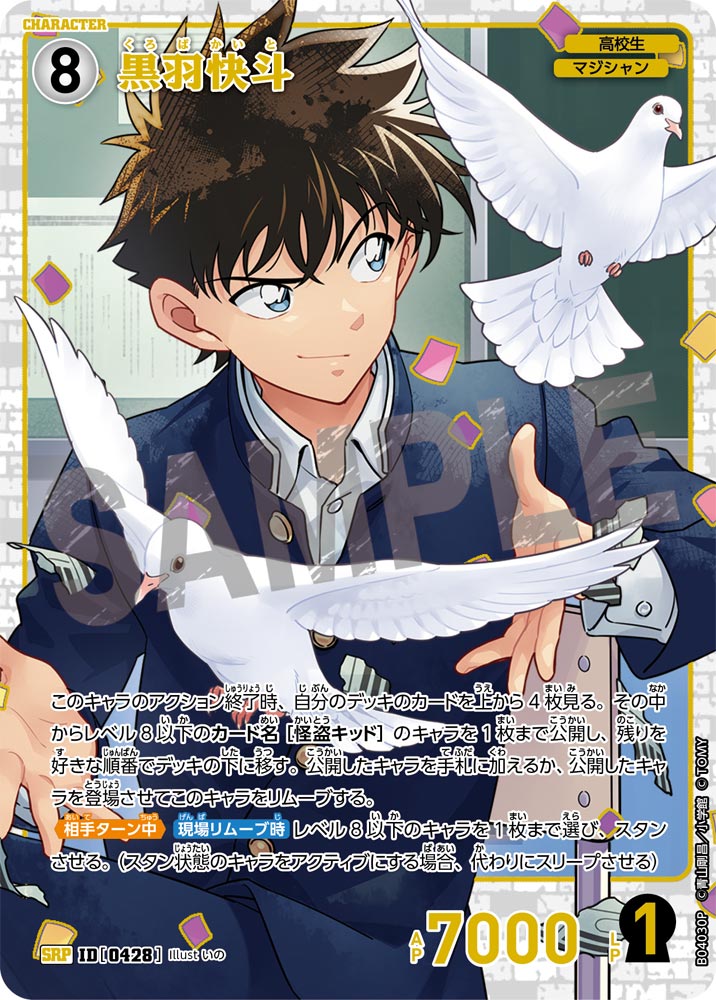 CHARACTER
8
くろばかいと
黒羽快斗
高校生
マジシャン
SAMPLE
このキャラのアクション終了時、自分のデッキのカードを上から4枚見る。その中
からレベル8以下のカード名[怪盗キッド]のキャラを1枚まで公開し、残りを
好きな順番でデッキの下に移す。公開したキャラを手札に加えるか、公開したキャ
ラを登場させてこのキャラをリムーブする。
相手ターン中 現場リムーブ時 レベル8以下のキャラを1枚まで選び、スタン
させる。(スタン状態のキャラをアクティブにする場合、代わりにスリープさせる)
SRP ID[0428] Illust いの
AP 7000 LP 1
B04030P ©青山剛昌/小学館 ©TOMY